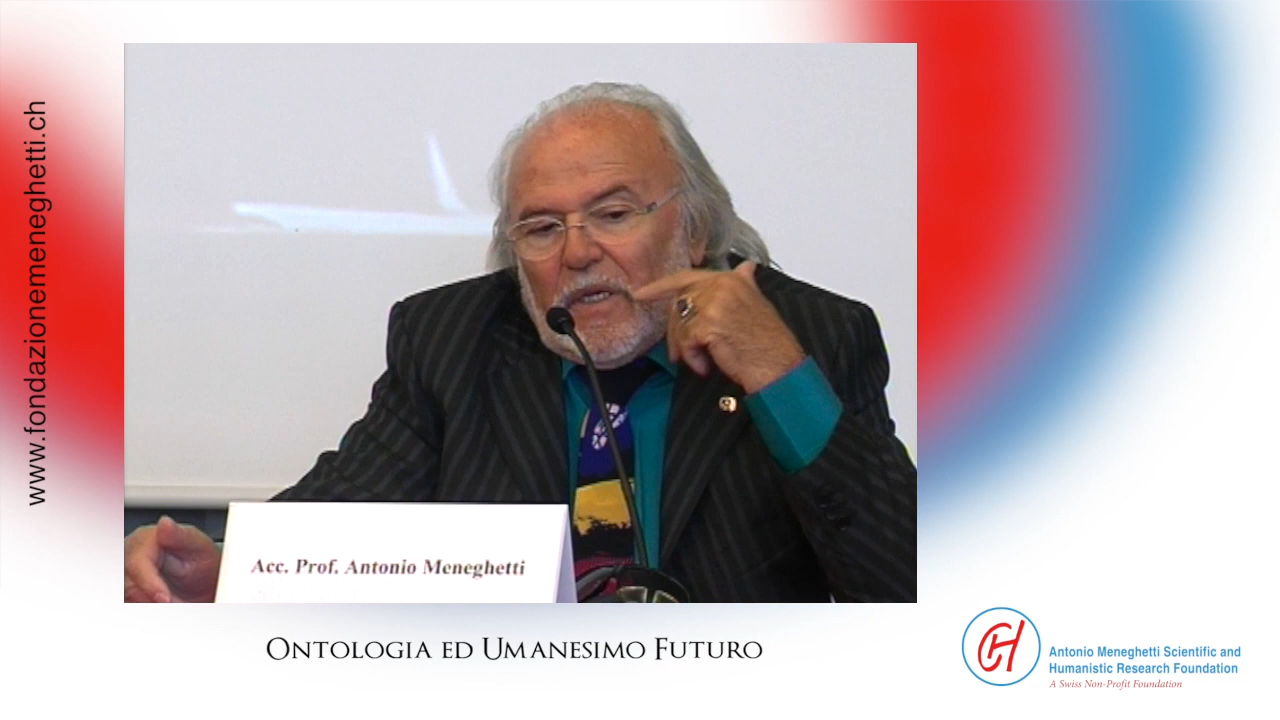 www.fondazionemeneghetti.ch
Acc. Prof. Antonio Meneghetti
Ontologia ed Umanesimo Futuro
CH
Antonio Meneghetti Scientific and
Humanistic Research Foundation
A Swiss Non-Profit Foundation